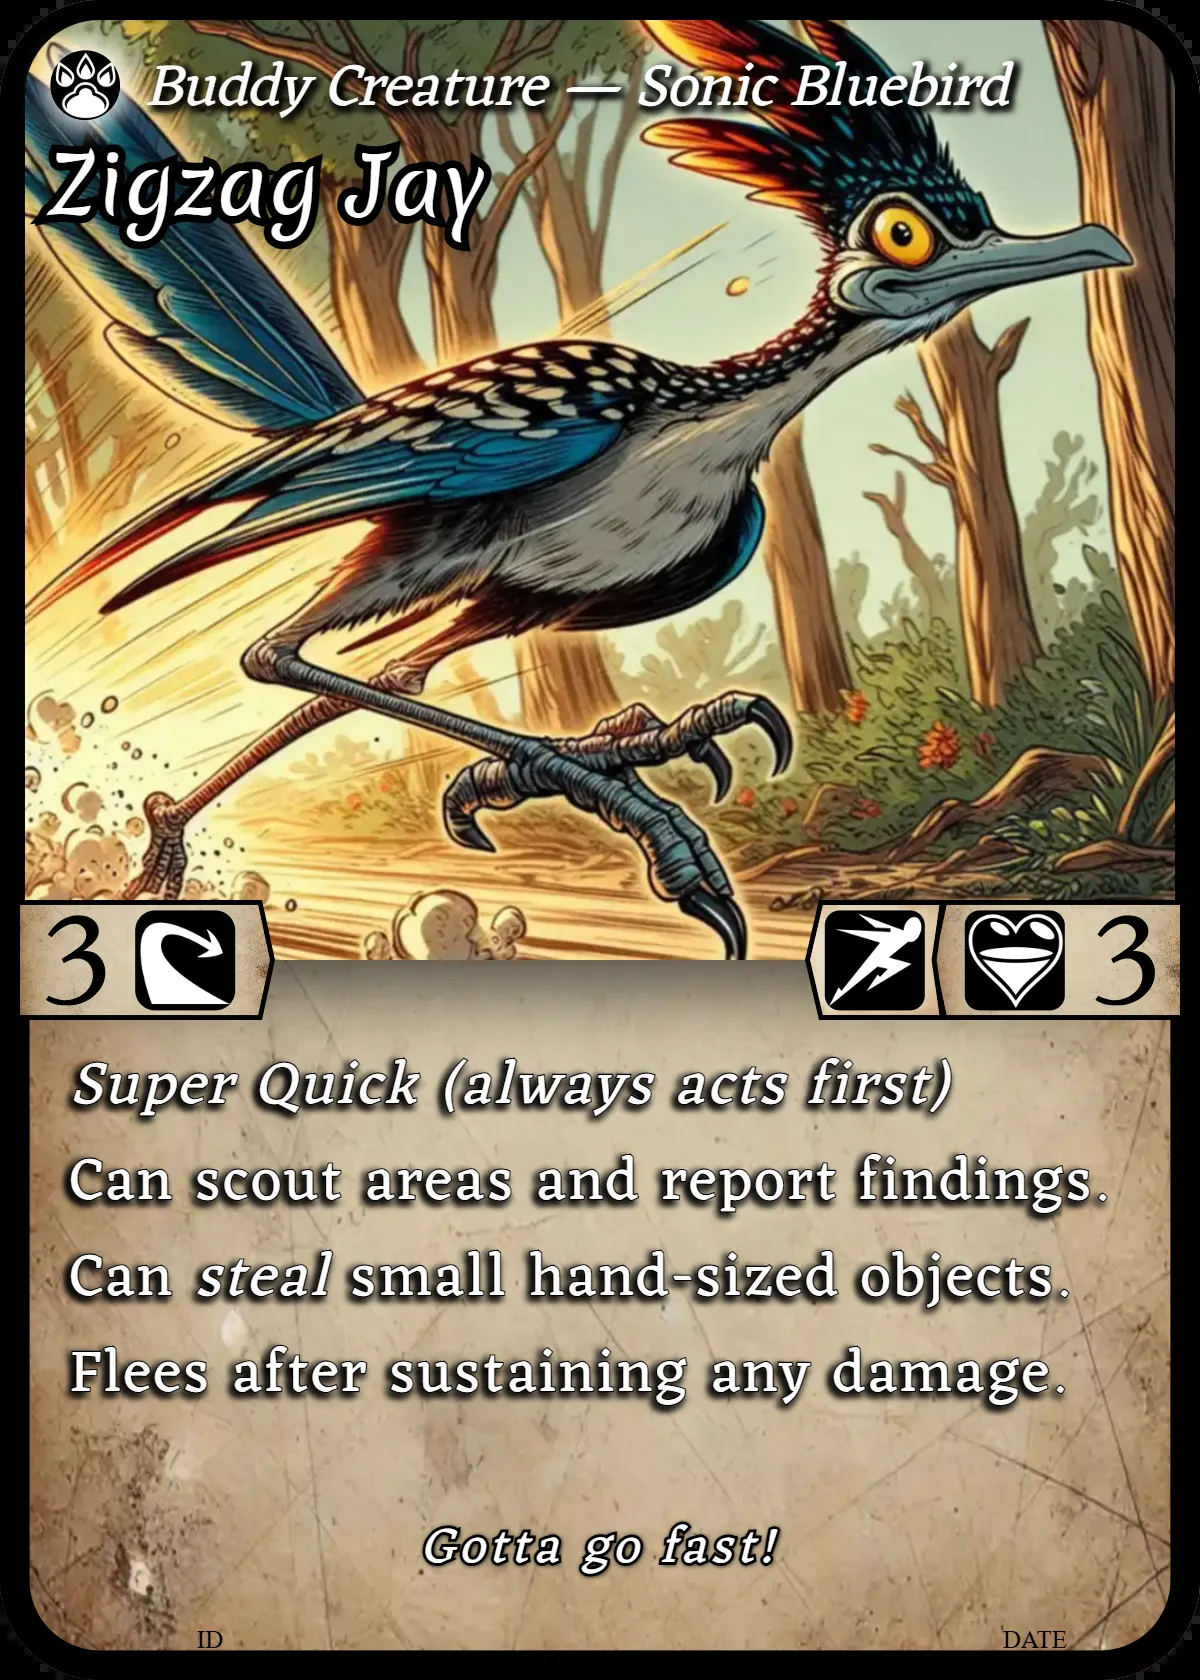 Buddy Creature — Sonic Bluebird
Zigzag Jay
3
3
Super Quick (always acts first)
Can scout areas and report findings.
Can steal small hand-sized objects.
Flees after sustaining any damage.
Gotta go fast!
ID
DATE